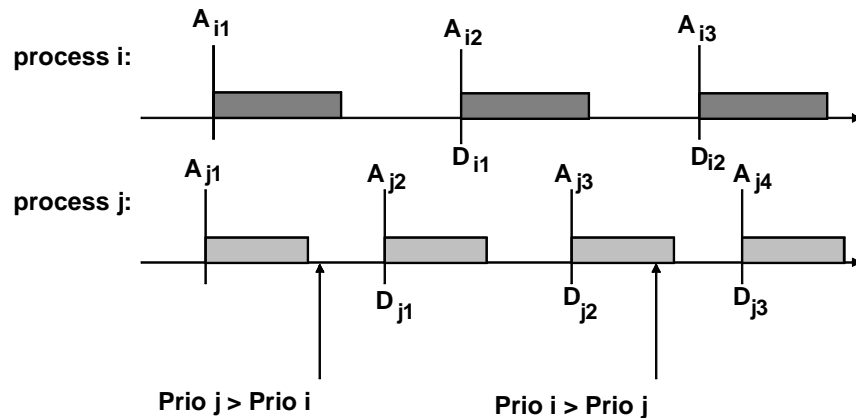 A i1 A i2 A i3
process i:
D i1 D i2
A j1 A j2 A j3 A j4
process j:
D j1 D j2 D j3
Prio j > Prio i Prio i > Prio j